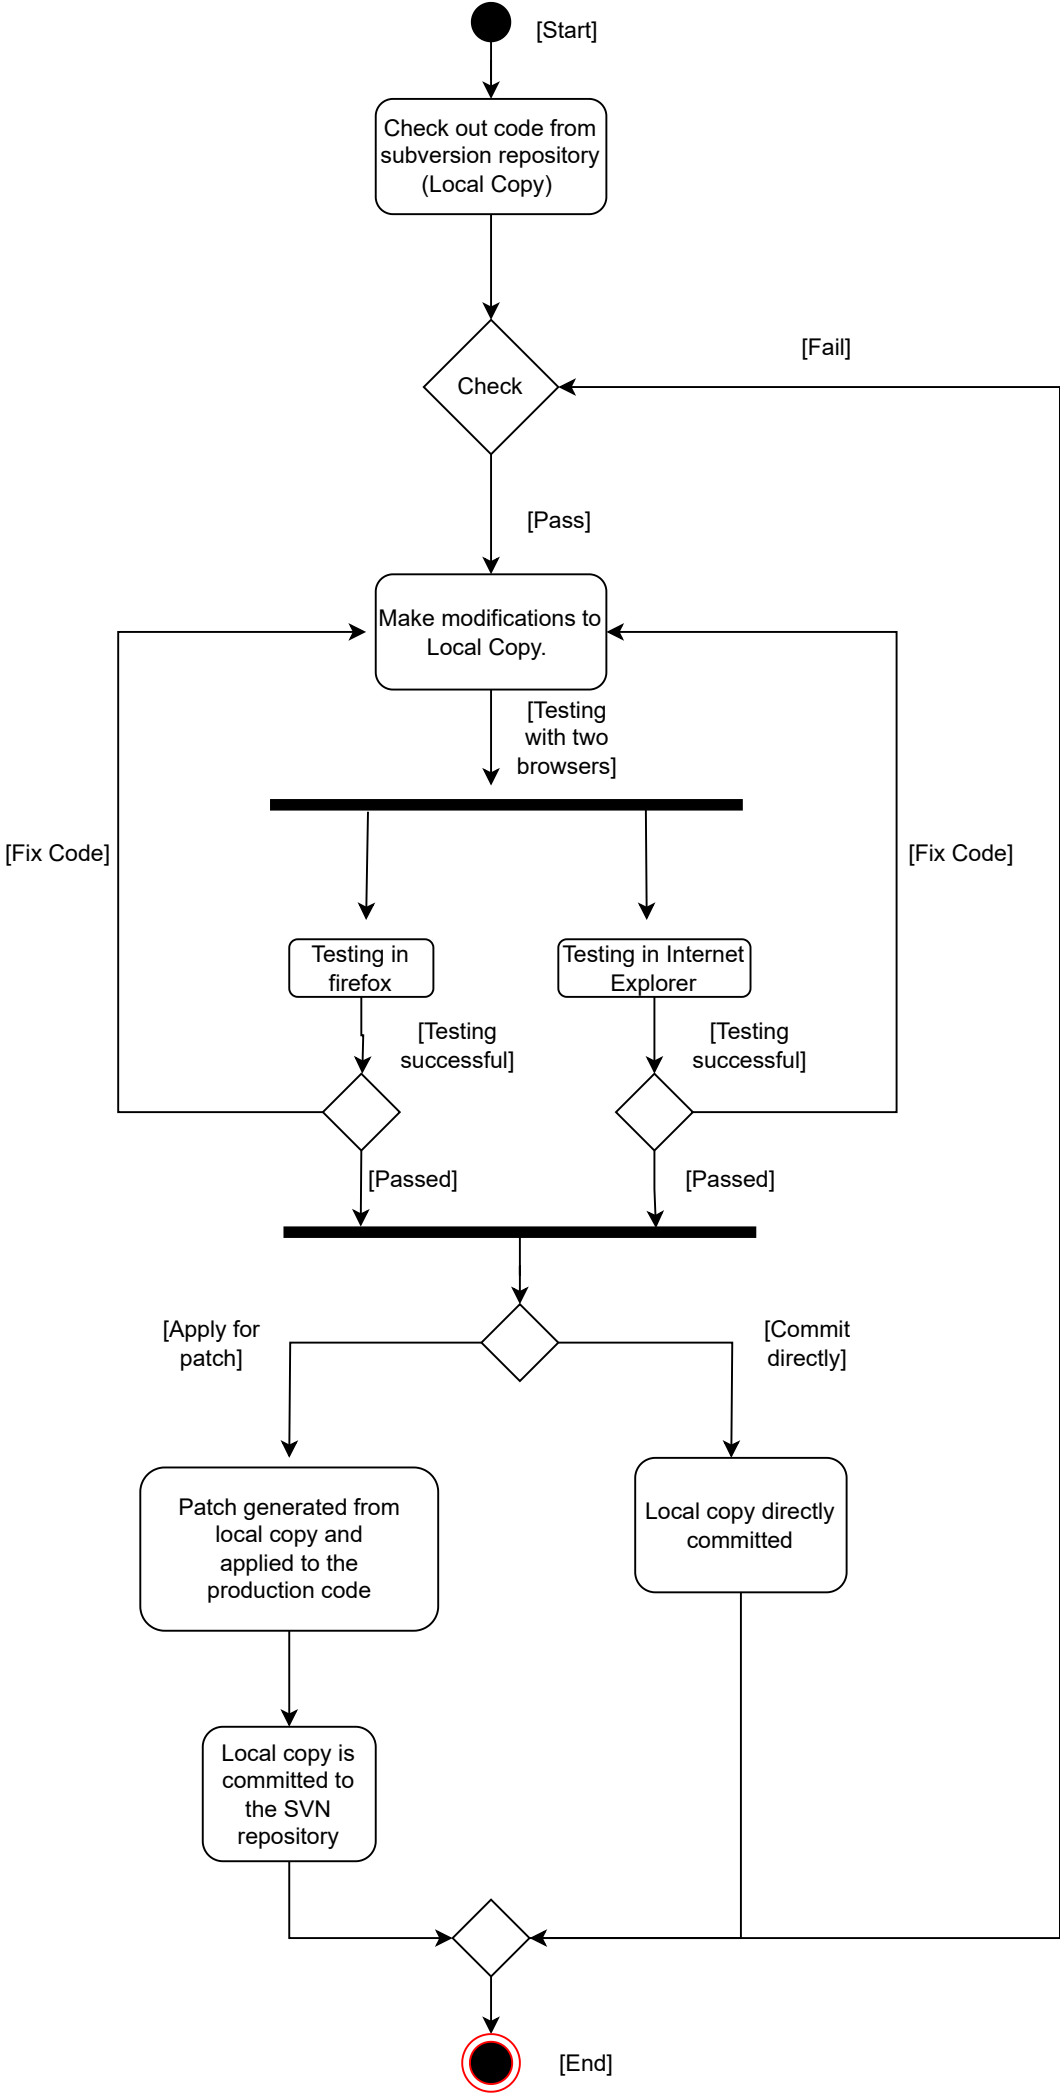 [Start]
Check out code from
subversion repository
(Local Copy)
[Fail]
Check
[Pass]
Make modifications to
Local Copy.
[Testing
with two
browsers]
[Fix Code]
[Fix Code]
Testing in
firefox
Testing in Internet
Explorer
[Testing
successful]
[Testing
successful]
[Passed]
[Passed]
[Apply for
patch]
[Commit
directly]
Patch generated from
local copy and
applied to the
production code
Local copy directly
committed
Local copy is
committed to
the SVN
repository
[End]